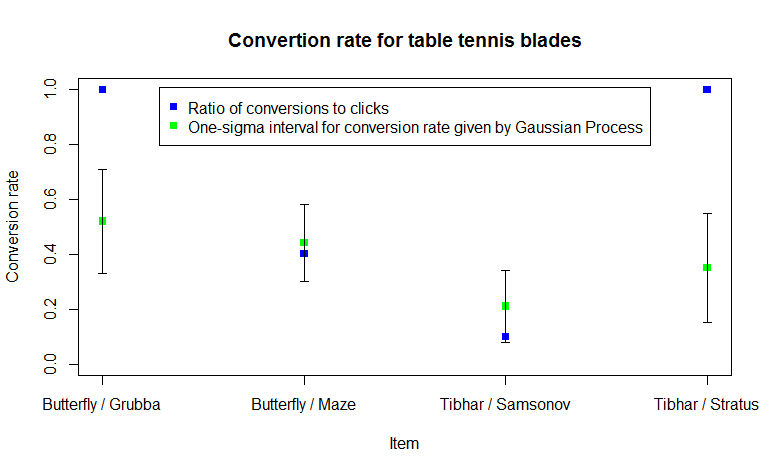 Convertion rate for table tennis blades
Ratio of conversions to clicks
One-sigma interval for conversion rate given by Gaussian Process
Conversion rate
1.0
0.8
0.6
0.4
0.2
0.0
Butterfly / Grubba Butterfly / Maze Tibhar / Samsonov Tibhar / Stratus
Item